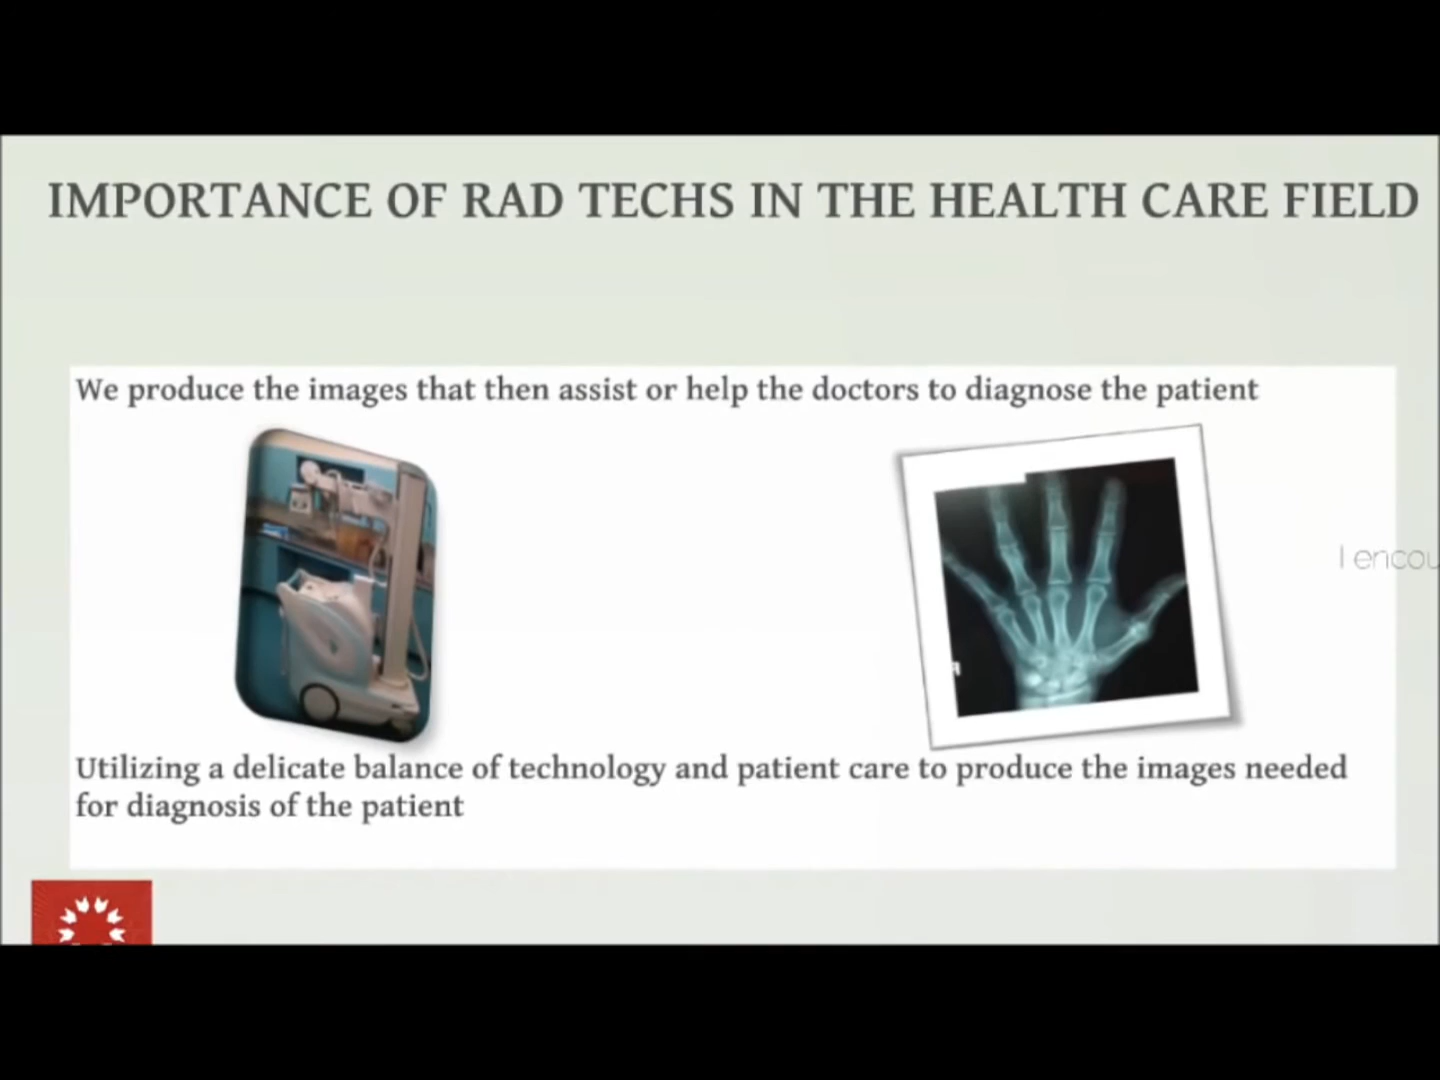 IMPORTANCE OF RAD TECHS IN THE HEALTH CARE FIELD
We produce the images that then assist or help the doctors to diagnose the patient
I encou
Utilizing a delicate balance of technology and patient care to produce the images needed
for diagnosis of the patient